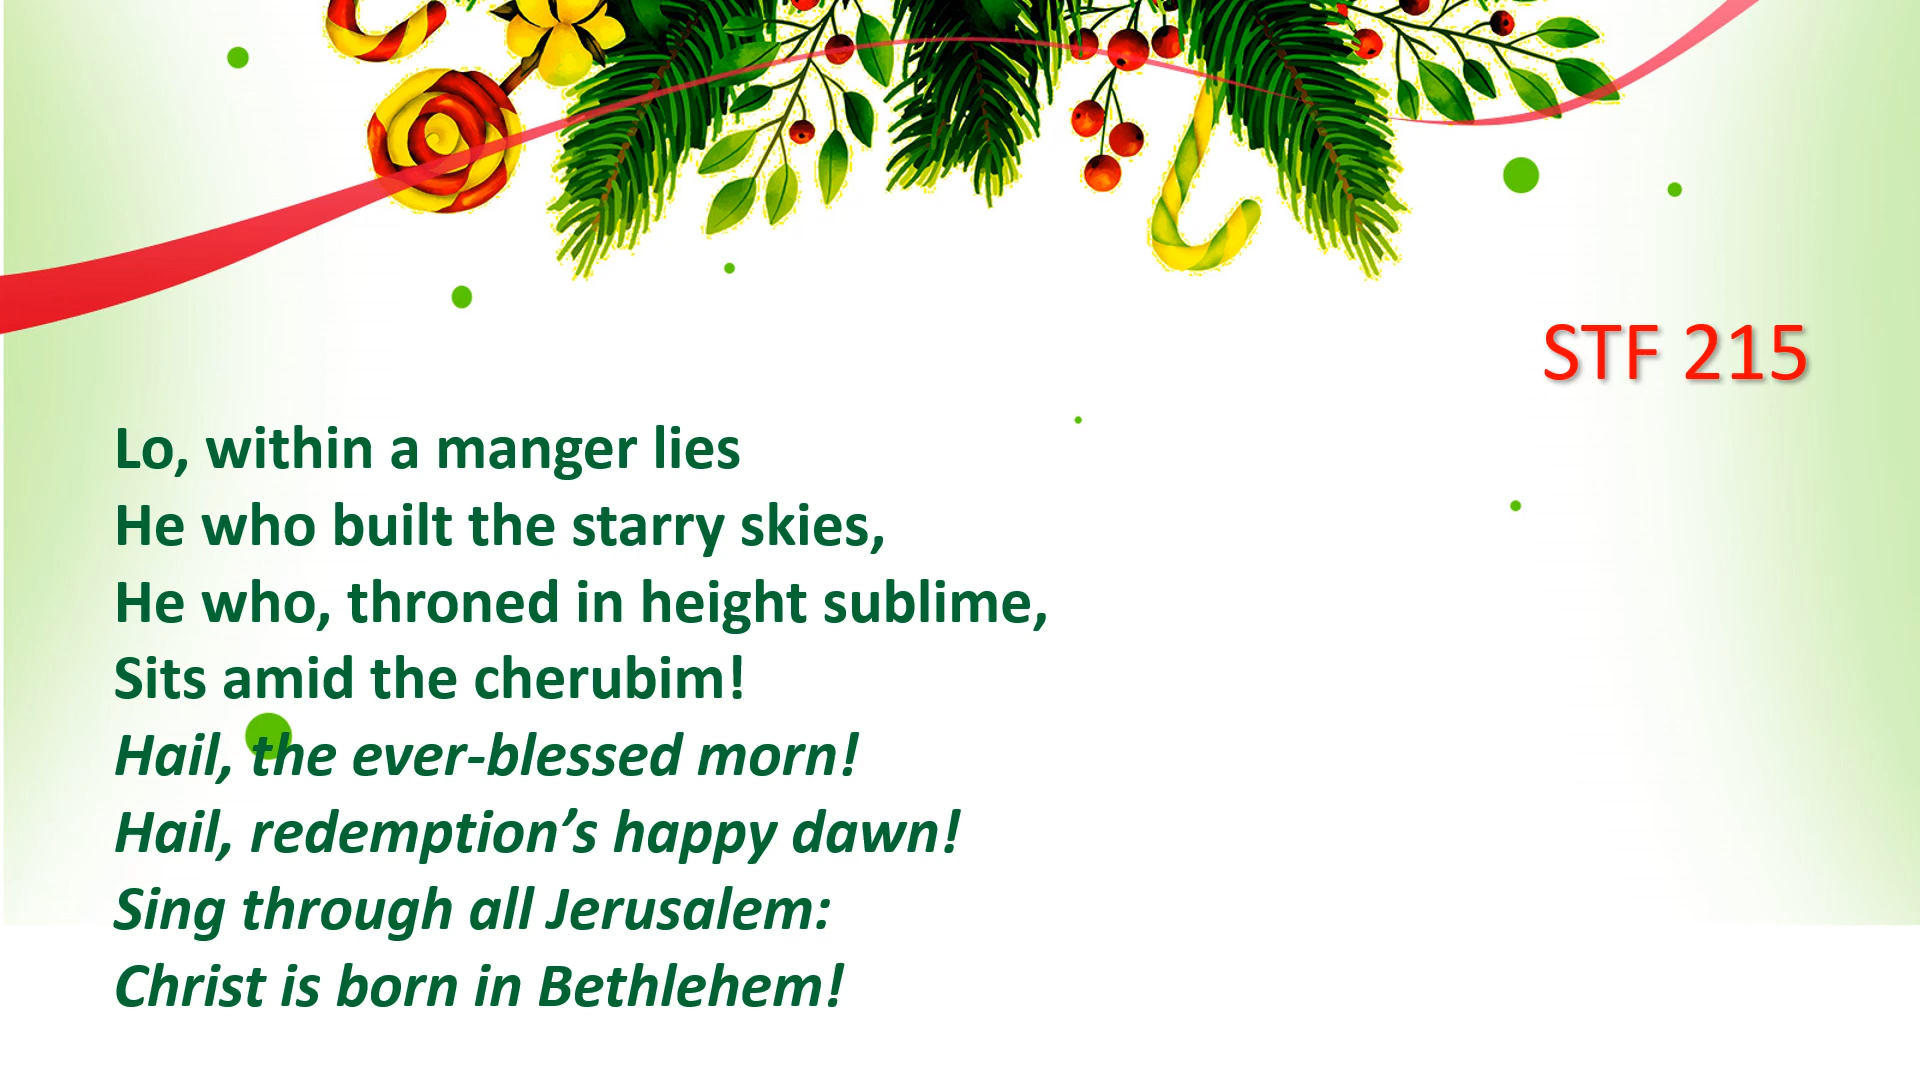 STF 215
Lo, within a manger lies
He who built the starry skies,
He who, throned in height sublime,
Sits amid the cherubim!
Hail, the ever-blessed morn!
Hail, redemption’s happy dawn!
Sing through all Jerusalem:
Christ is born in Bethlehem!